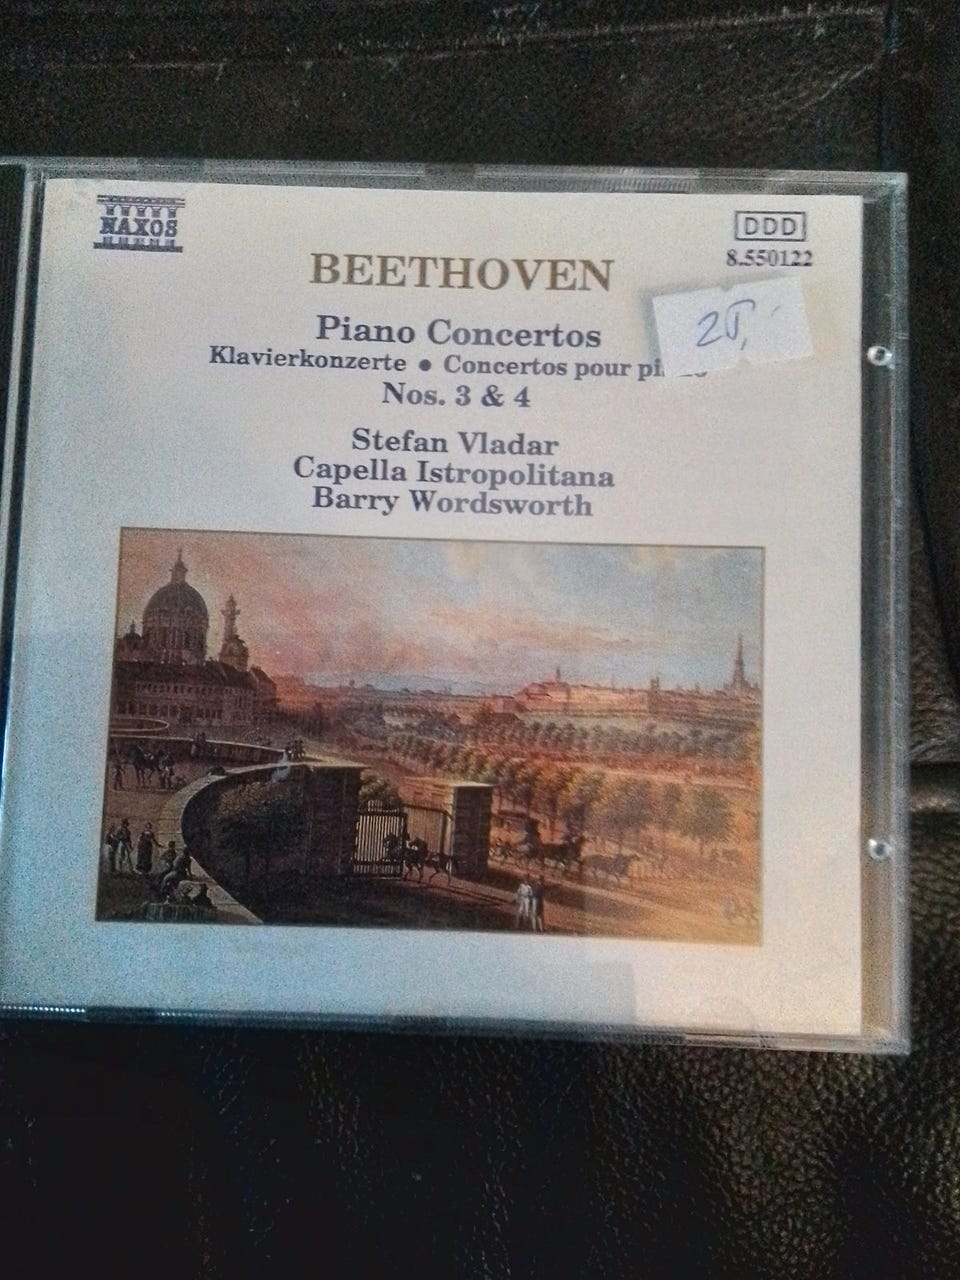 NAXOS
DDD
8.550122
BEETHOVEN
Piano Concertos
Klavierkonzerte • Concertos pour
Nos. 3 & 4
Stefan Vladar
Capella Istropolitana
Barry Wordsworth